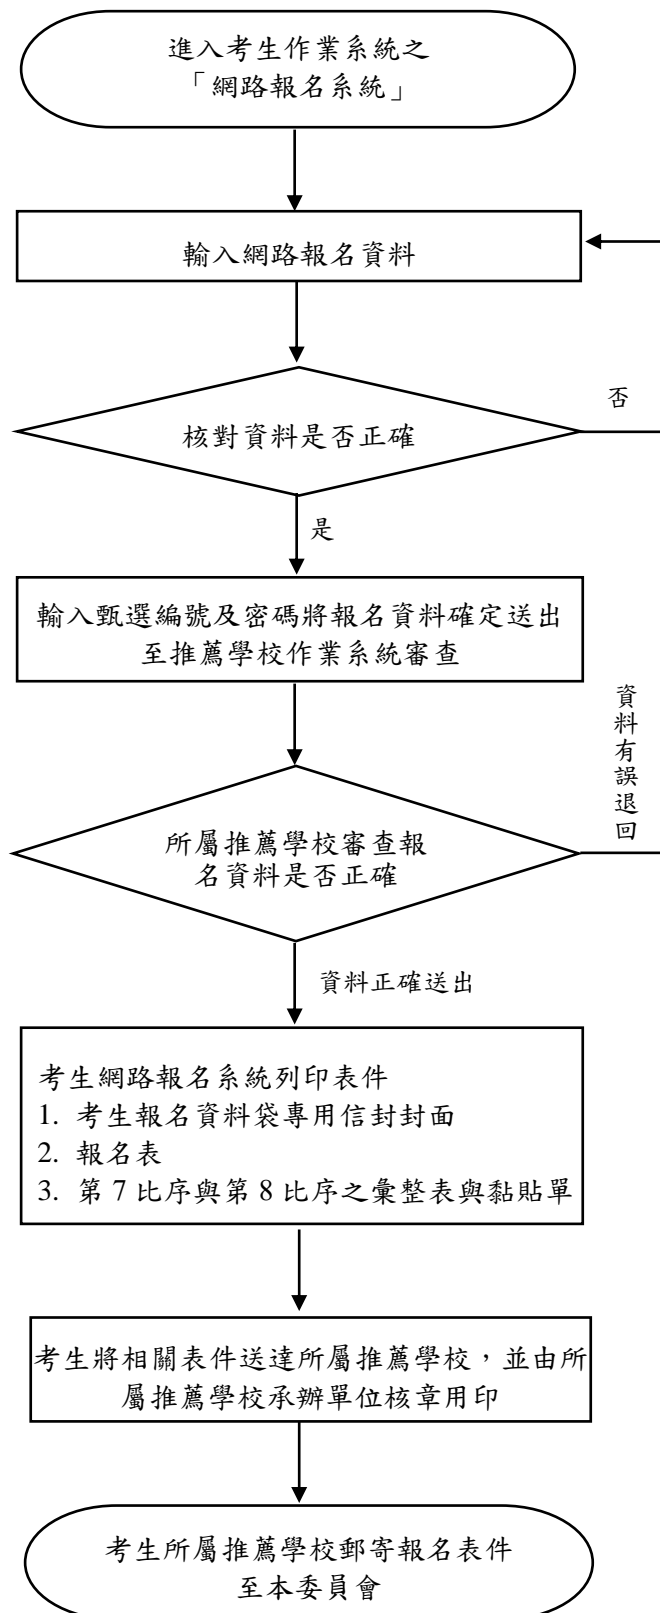 進入考生作業系統之
「網路報名系統」
輸入網路報名資料
核對資料是否正確
否
是
輸入甄選編號及密碼將報名資料確定送出
至推薦學校作業系統審查
資料有誤退回
所屬推薦學校審查報
名資料是否正確
資料正確送出
考生網路報名系統列印表件
1. 考生報名資料袋專用信封封面
2. 報名表
3. 第 7 比序與第 8 比序之彙整表與黏貼單
考生將相關表件送達所屬推薦學校，並由所
屬推薦學校承辦單位核章用印
考生所屬推薦學校郵寄報名表件
至本委員會